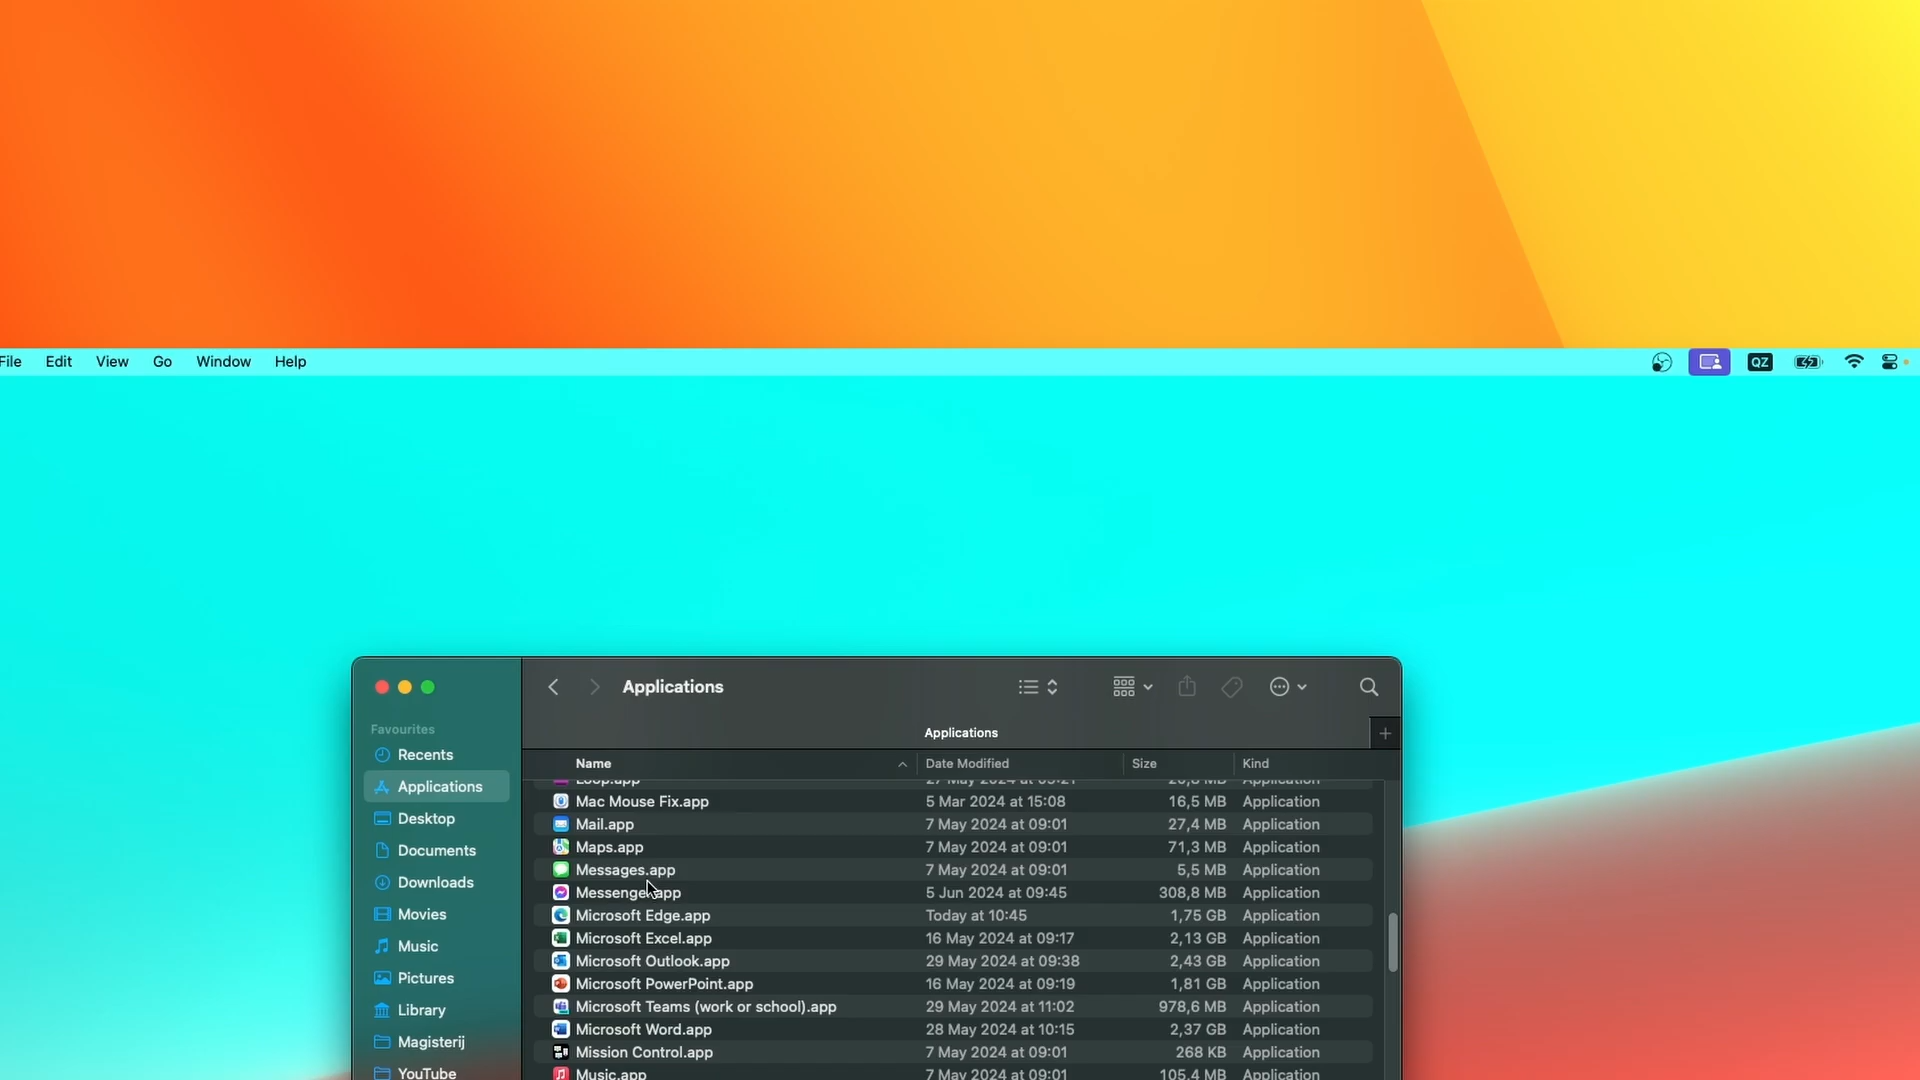 File Edit View Go Window Help QZ
Applications
Favourites
Recents
Applications
Desktop
Documents
Downloads
Movies
Music
Pictures
Library
Magisterij
YouTube
Applications +
Name Date Modified Size Kind
Loop.app 27 May 2024 at 09:21 MB Application
Mac Mouse Fix.app 5 Mar 2024 at 15:08 16,5 MB Application
Mail.app 7 May 2024 at 09:01 27,4 MB Application
Maps.app 7 May 2024 at 09:01 71,3 MB Application
Messages.app 7 May 2024 at 09:01 5,5 MB Application
Messenger.app 5 Jun 2024 at 09:45 308,8 MB Application
Microsoft Edge.app Today at 10:45 1,75 GB Application
Microsoft Excel.app 16 May 2024 at 09:17 2,13 GB Application
Microsoft Outlook.app 29 May 2024 at 09:38 2,43 GB Application
Microsoft PowerPoint.app 16 May 2024 at 09:19 1,81 GB Application
Microsoft Teams (work or school).app 29 May 2024 at 11:02 978,6 MB Application
Microsoft Word.app 28 May 2024 at 10:15 2,37 GB Application
Mission Control.app 7 May 2024 at 09:01 268 KB Application
Music.app 7 May 2024 at 09:01 105,4 MB Application